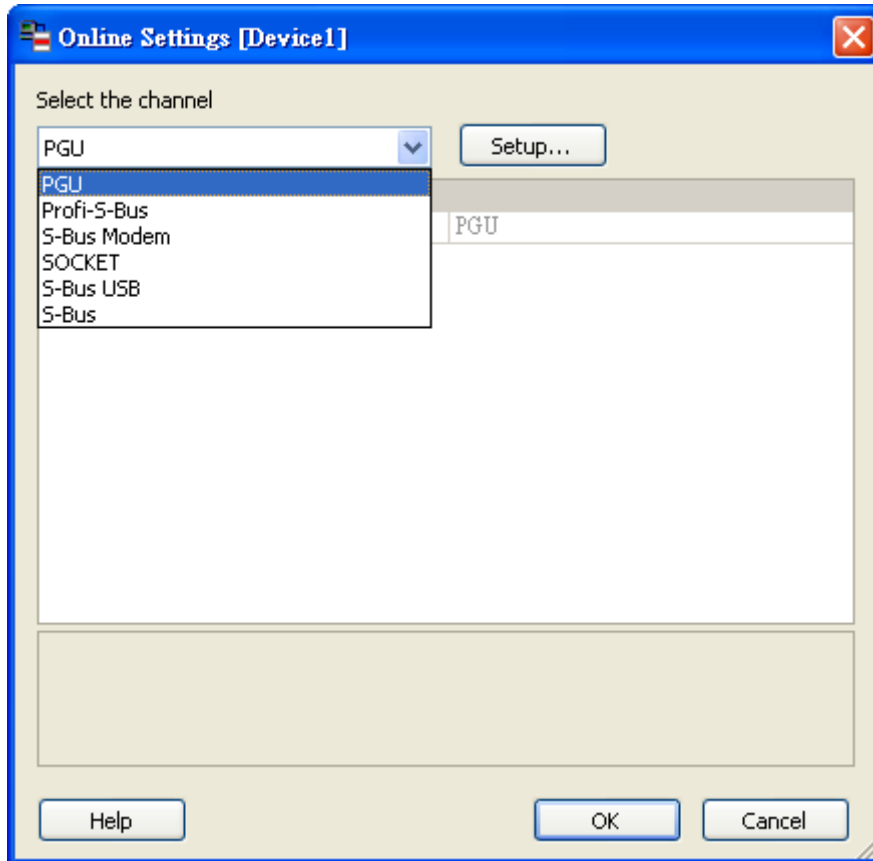 Online Settings [Device1]
Select the channel
PGU
Setup...
PGU
Profi-S-Bus
S-Bus Modem
SOCKET
S-Bus USB
S-Bus
PGU
Help
OK
Cancel